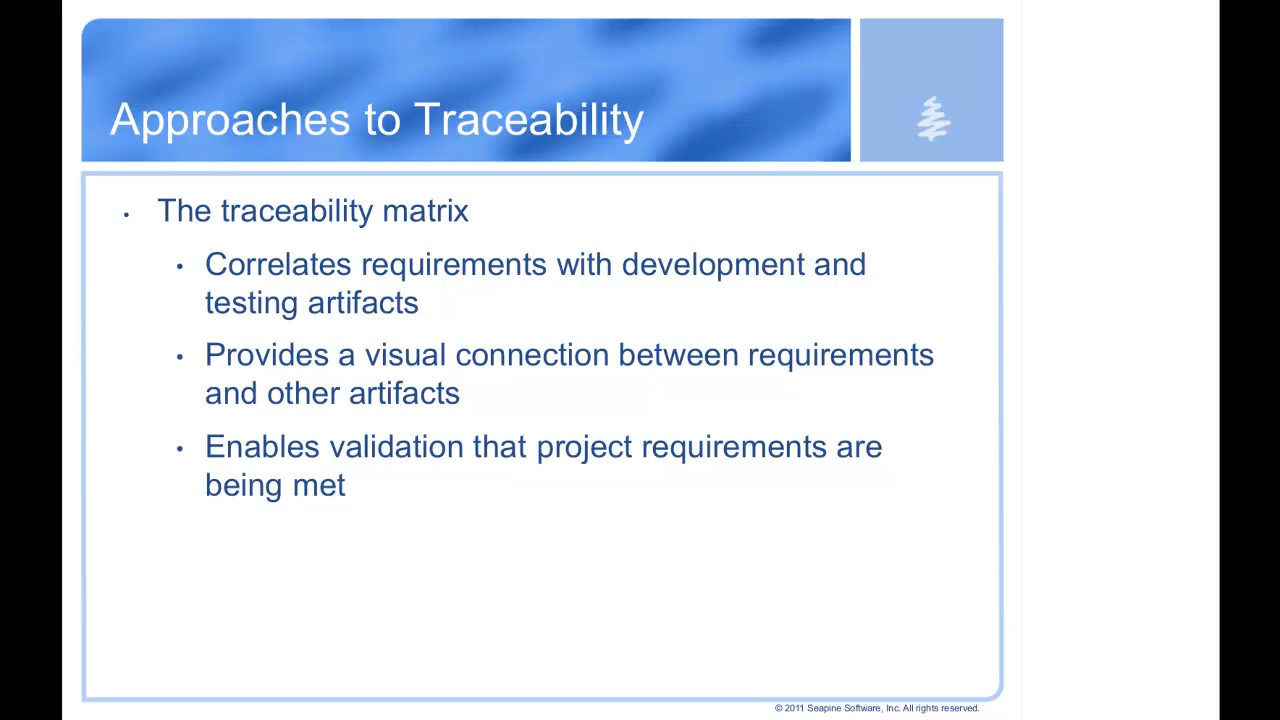 Approaches to Traceability
• The traceability matrix
• Correlates requirements with development and
testing artifacts
• Provides a visual connection between requirements
and other artifacts
• Enables validation that project requirements are
being met
© 2011 Seapine Software, Inc. All rights reserved.